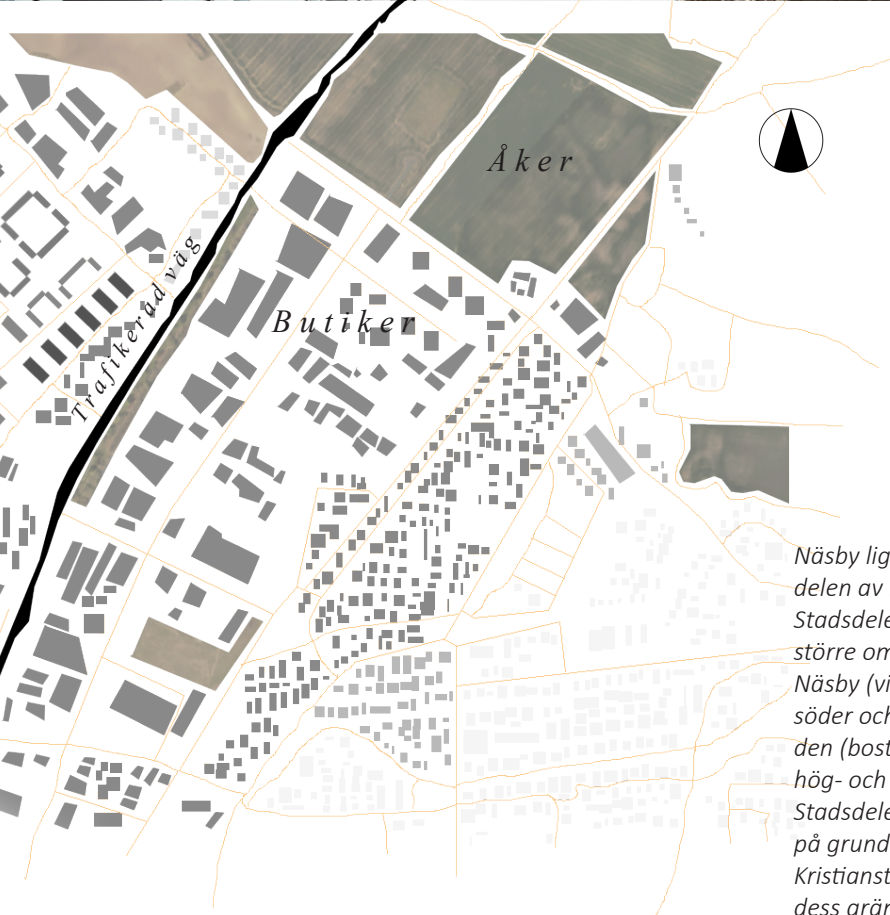 Åker
Trafikerad väg
Butiker
Näsby lig
delen av
Stadsdele
större om
Näsby (vi
söder och
den (bost
hög- och
Stadsdele
på grund
Kristianst
dess grän